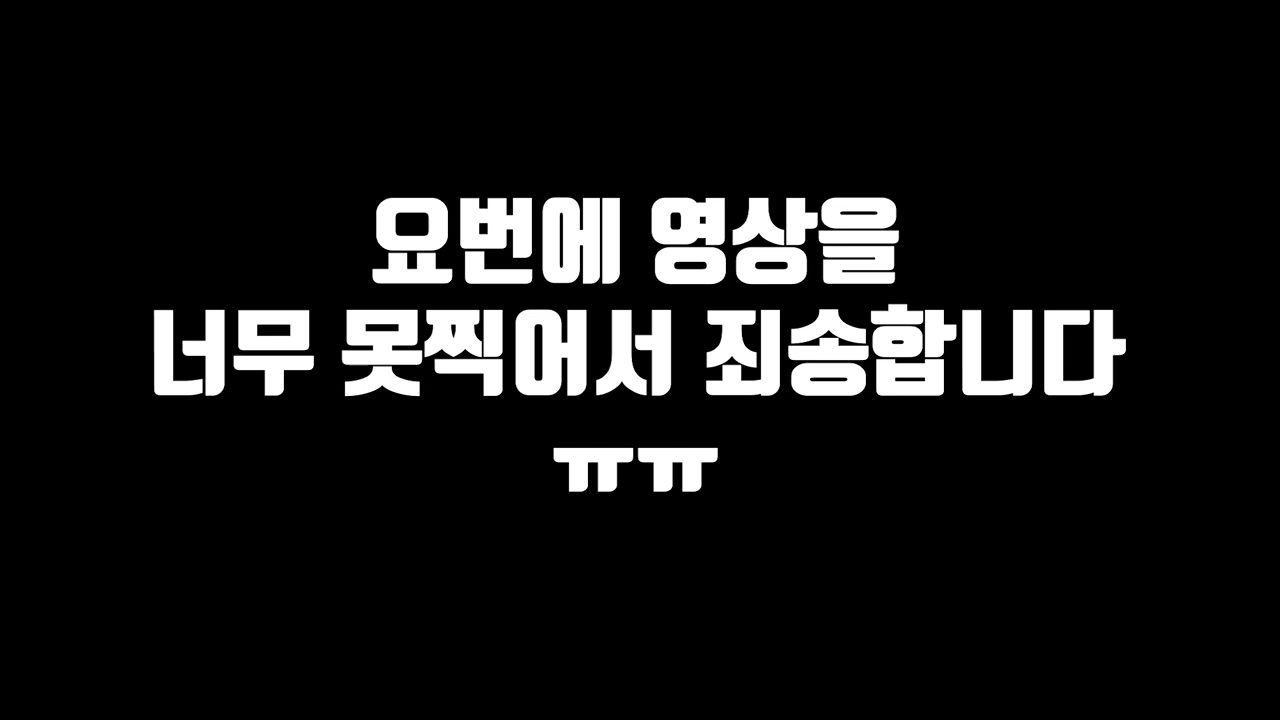 요번에 영상을
너무 못찍어서 죄송합니다
ㅠㅠ